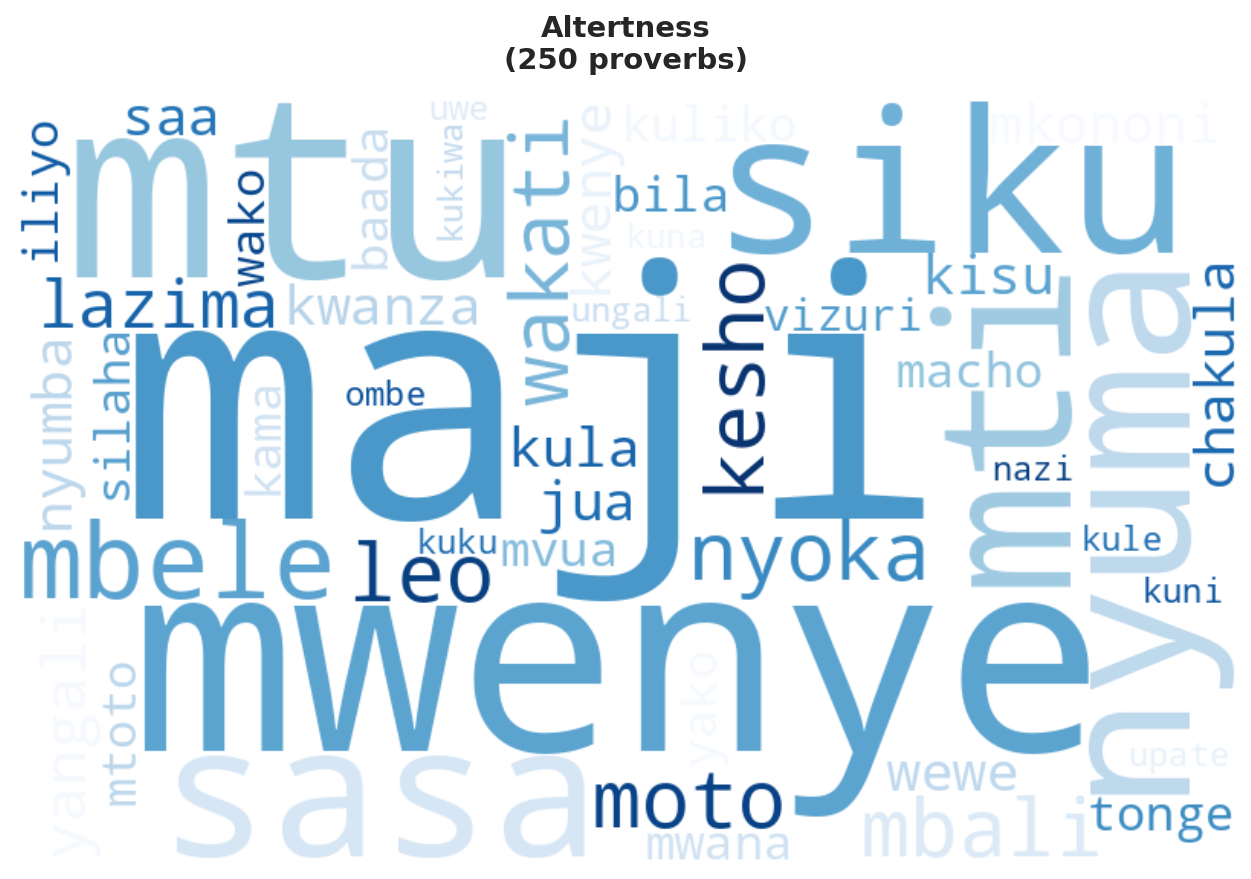 Altertness
(250 proverbs)
saa
uwe
kuliko
mkononi
iliyo
mtu
wako
baada
kukiwa
wakati
kwenye
bila
siku
kuna
lazima
kwanza
ungali
vizuri
kisu
kesho
macho
mti
nyuma
chakula
nyumba
silaha
maji
kama
ombe
kula
jua
nazi
mbele
leo
kuku
mvua
nyoka
kule
kuni
yangali
mtoto
mwenye
yako
sasa
moto
mwana
wewe
mbali
upate
tonge